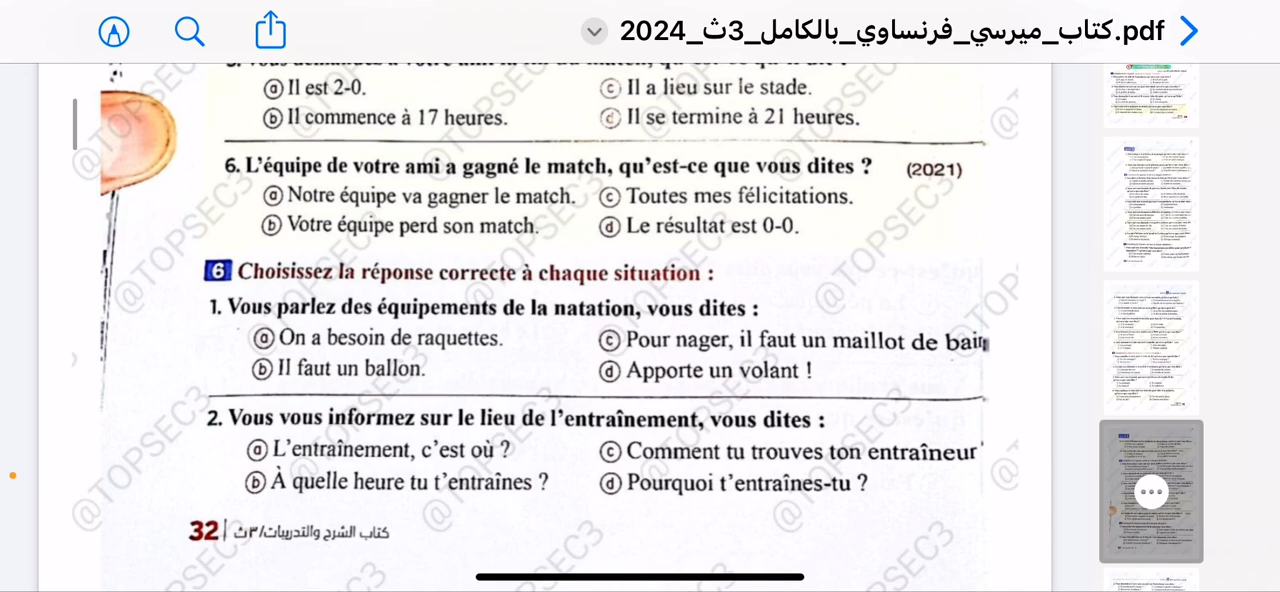 كتاب_ميرسي_فرنساوي_بالكامل_3ث_2024.pdf
ⓐ Il est 2-0.
ⓒ Il a lieu sur le stade.
ⓑ Il commence à 17 heures.
ⓓ Il se termine à 21 heures.
6. L'équipe de votre ami a gagné le match, qu'est-ce que vous dites ? (2021)
ⓐ Notre équipe va gagner le match.
ⓒ Toutes mes félicitations.
ⓑ Votre équipe perd son match.
ⓓ Le résultat est 0-0.
6 Choisissez la réponse correcte à chaque situation :
1. Vous parlez des équipements de la natation, vous dites :
ⓐ On a besoin de raquettes.
ⓒ Pour nager, il faut un maillot de bain
ⓑ Il faut un ballon.
ⓓ Apporte un volant !
2. Vous vous informez sur le lieu de l'entraînement, vous dites :
ⓐ L'entraînement, c'est où ?
ⓒ Comment tu trouves ton entraîneur
ⓑ À quelle heure tu t'entraînes ?
ⓓ Pourquoi t'entraînes-tu ?
32 | كتاب الشرح والتدريبات/٣ث
@TOPSEC3